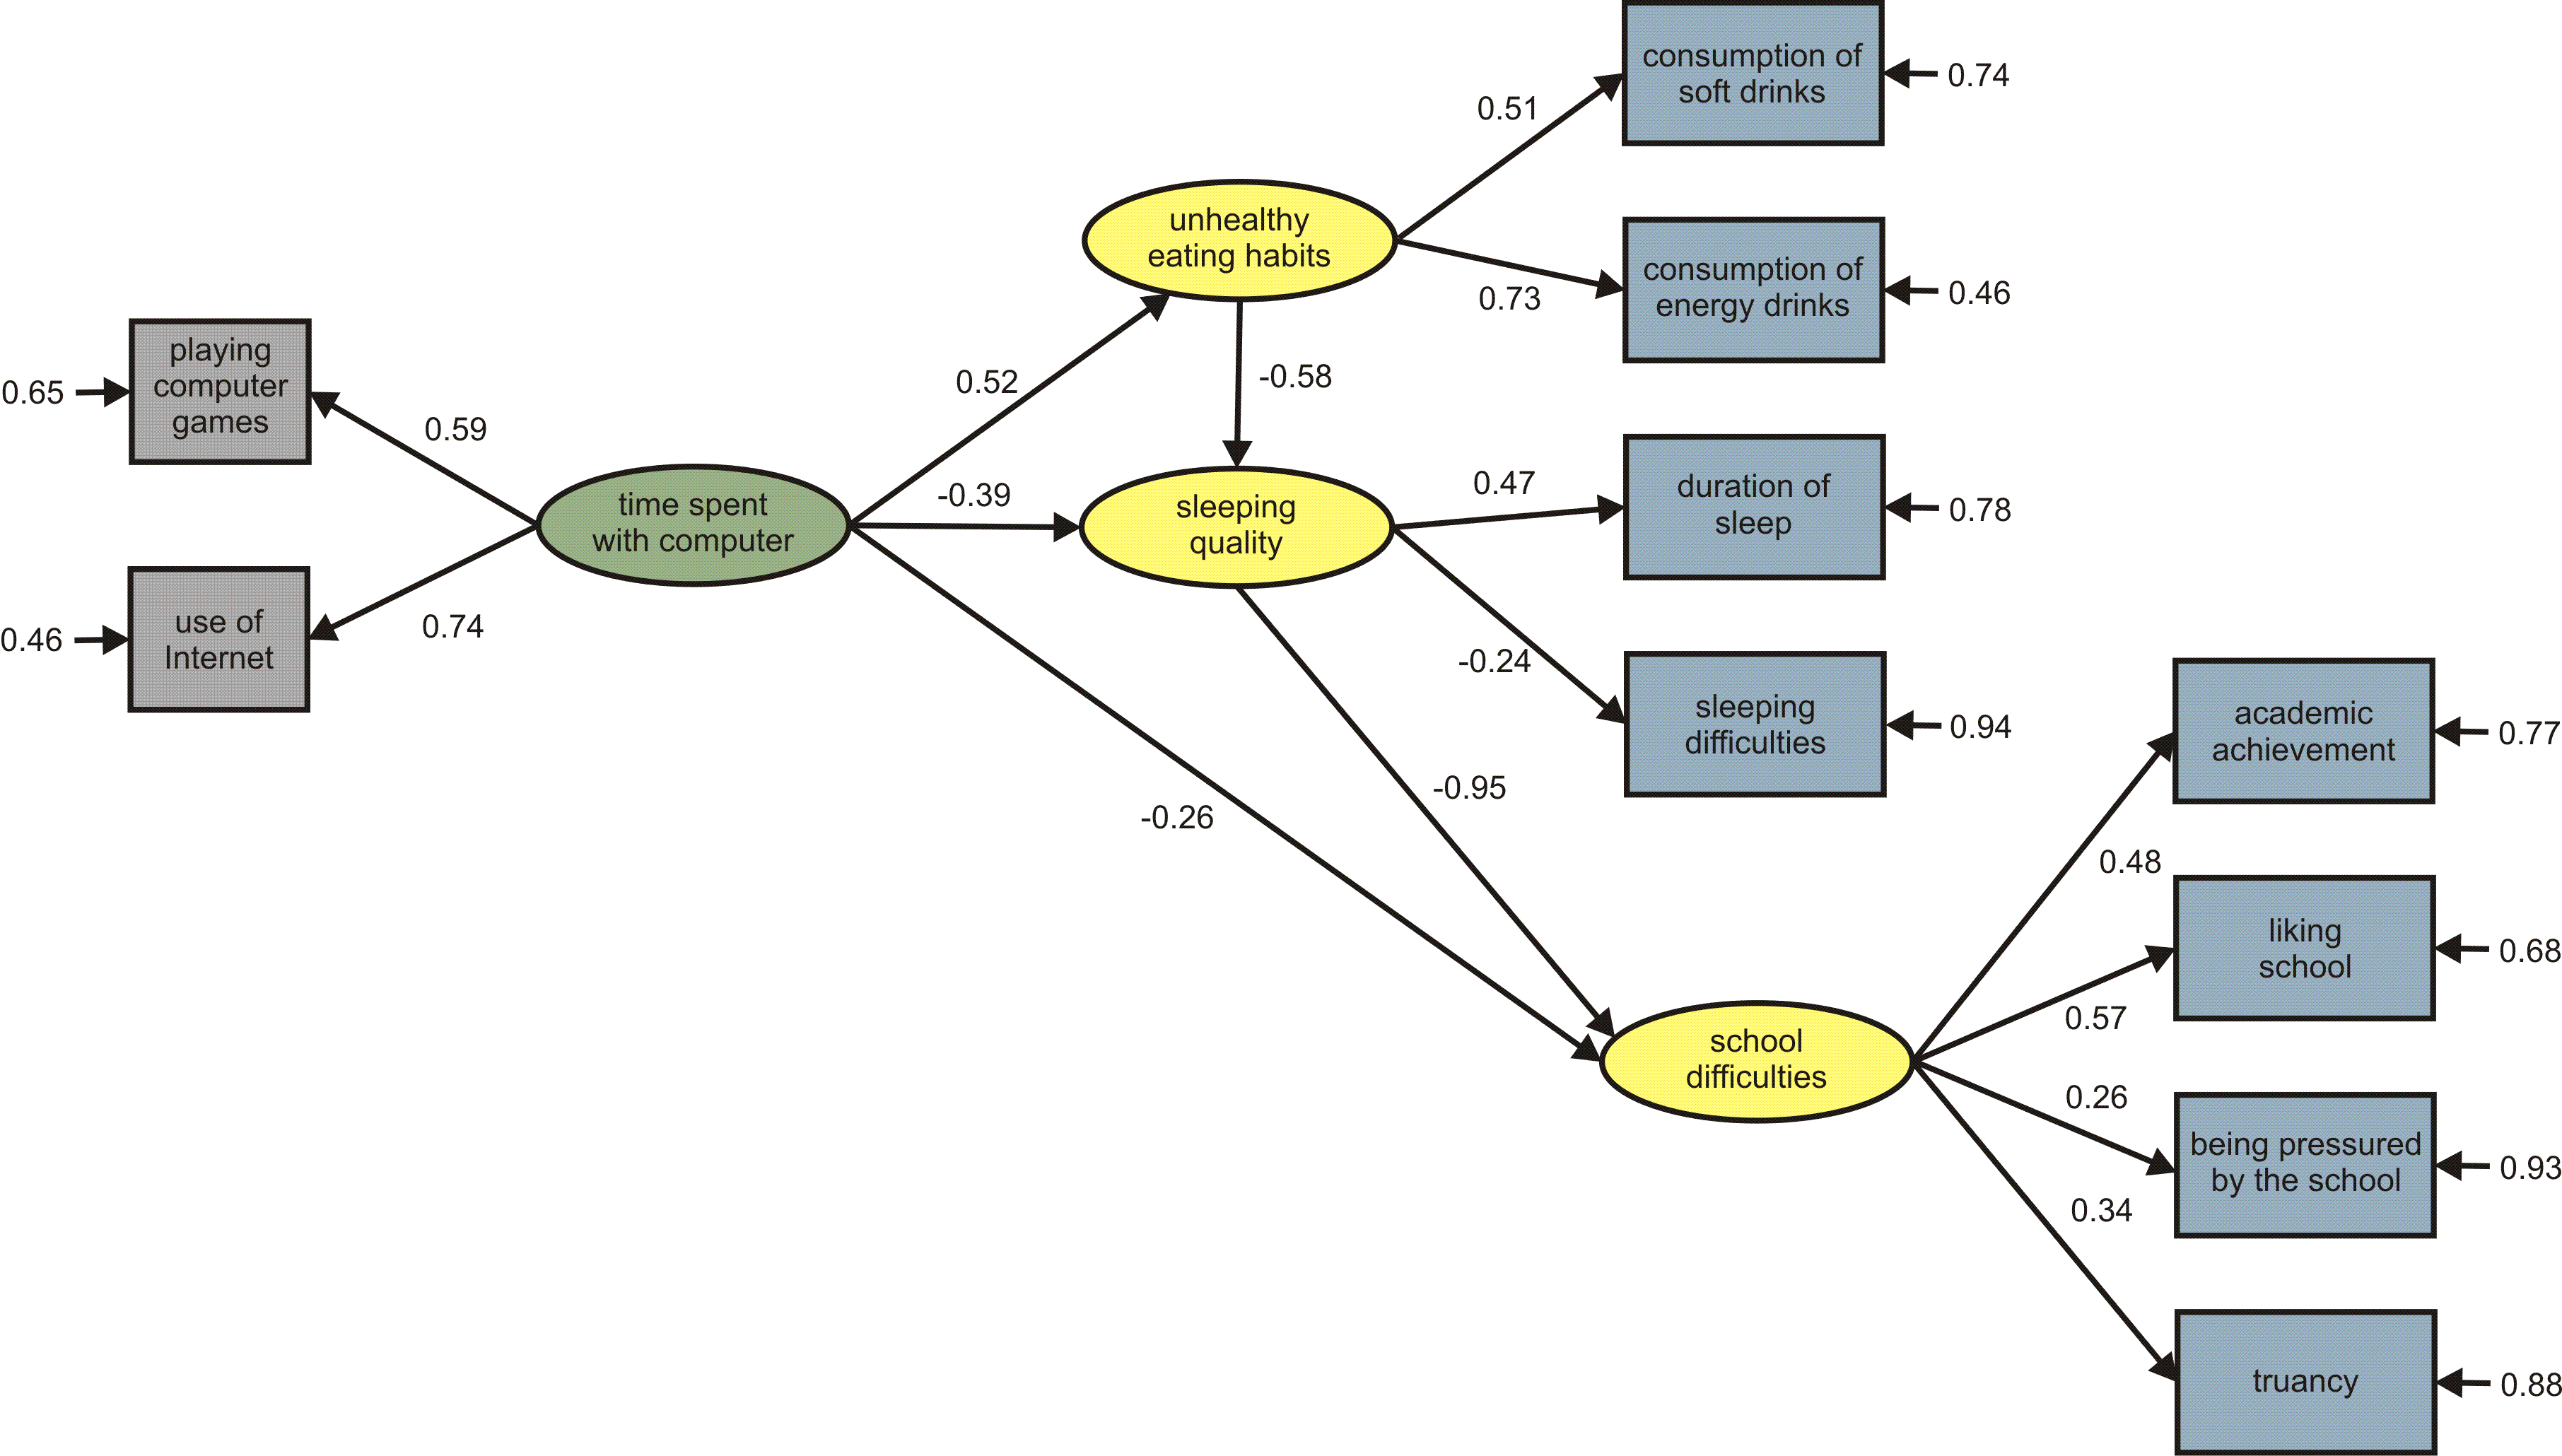 consumption of
soft drinks
0.74
0.51
unhealthy
eating habits
consumption of
energy drinks
0.46
0.73
playing
computer
games
0.65
0.59
0.52
-0.58
time spent
with computer
-0.39
sleeping
quality
0.47
duration of
sleep
0.78
use of
Internet
0.46
0.74
-0.24
sleeping
difficulties
0.94
academic
achievement
0.77
-0.95
-0.26
0.48
liking
school
0.68
0.57
school
difficulties
0.26
being pressured
by the school
0.93
0.34
truancy
0.88